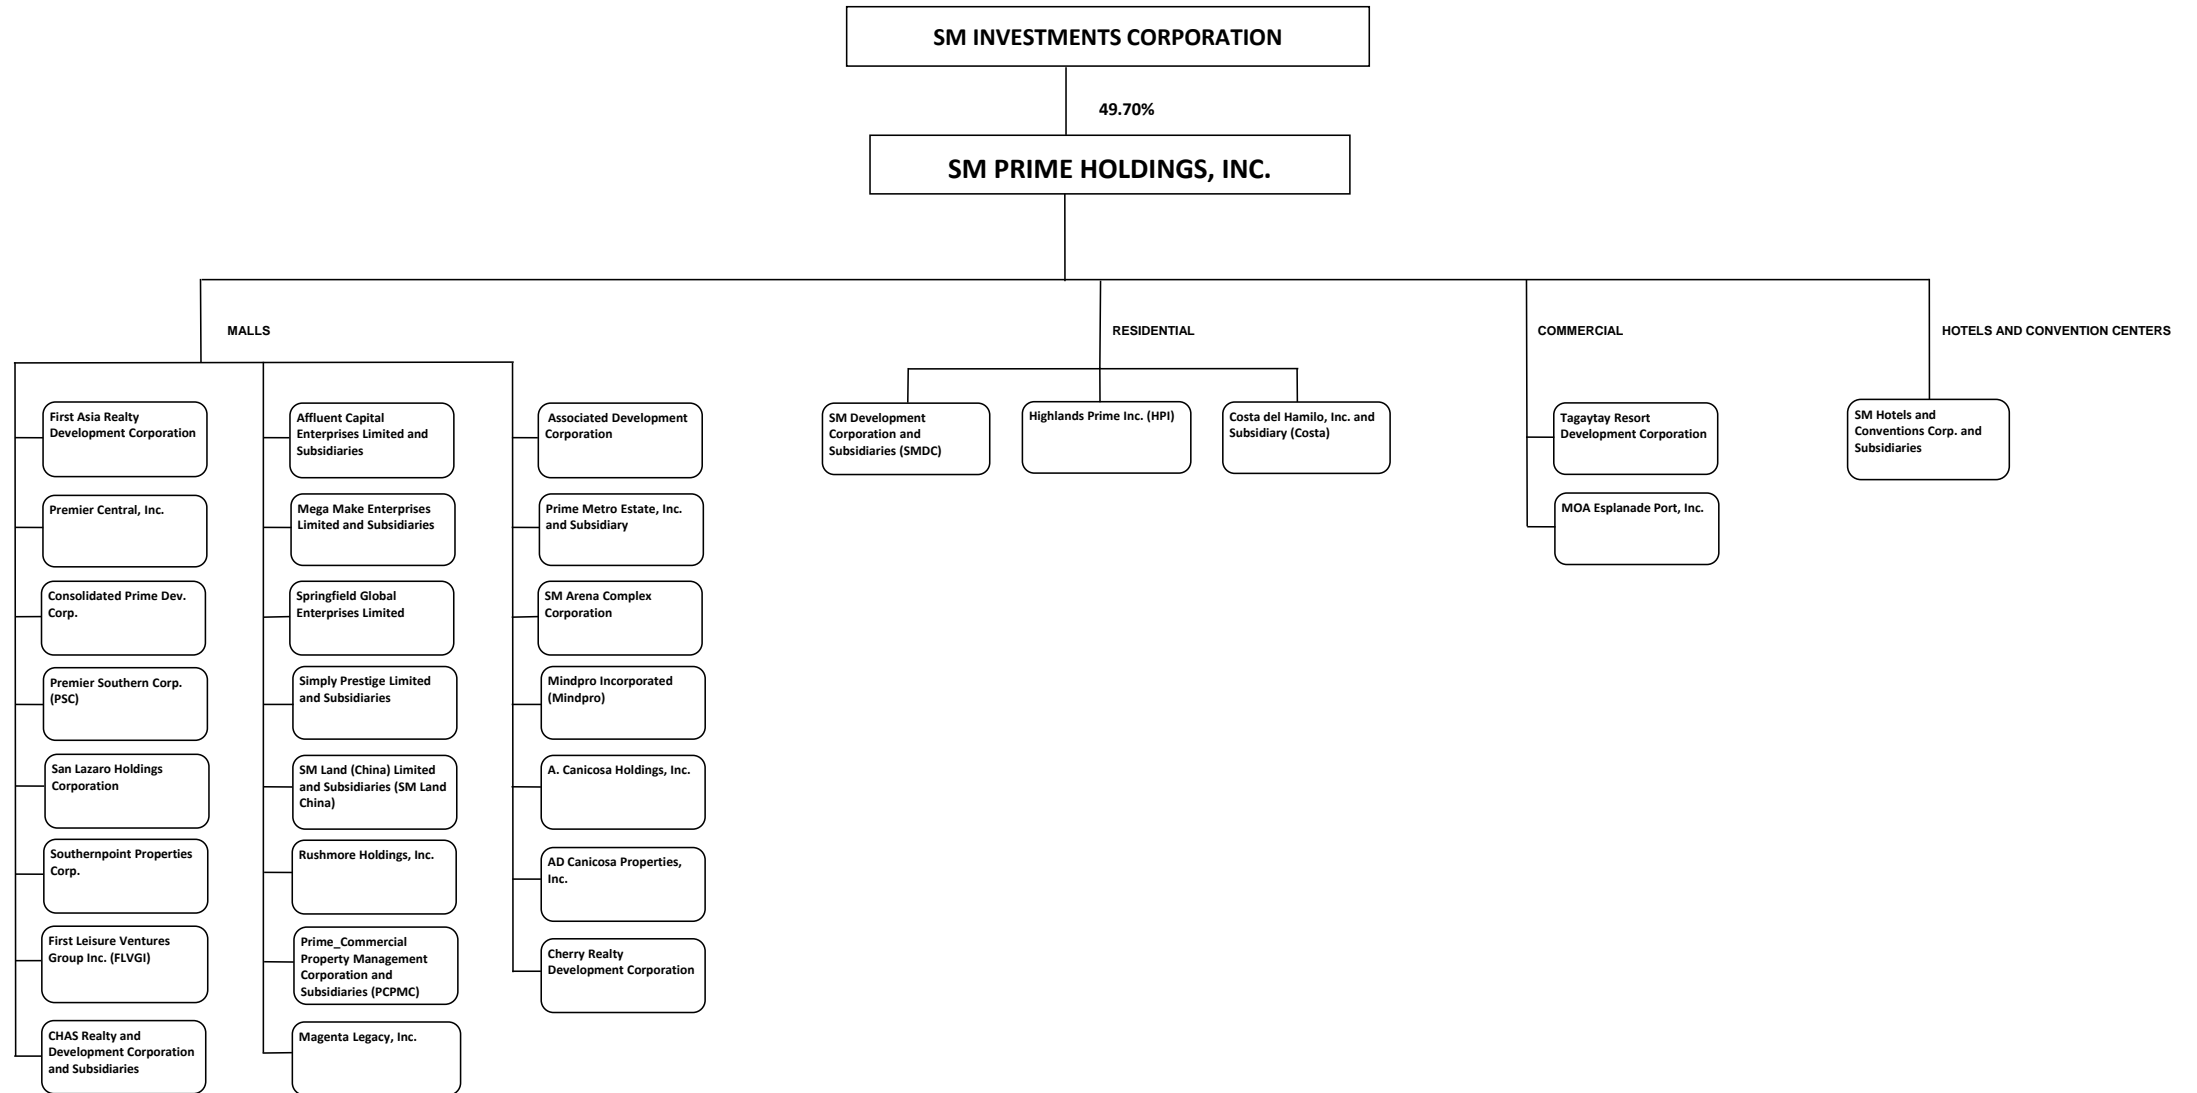 SM INVESTMENTS CORPORATION
49.70%
SM PRIME HOLDINGS, INC.
MALLS
RESIDENTIAL
COMMERCIAL
HOTELS AND CONVENTION CENTERS
First Asia Realty
Development Corporation
Premier Central, Inc.
Consolidated Prime Dev.
Corp.
Premier Southern Corp.
(PSC)
San Lazaro Holdings
Corporation
Southernpoint Properties
Corp.
First Leisure Ventures
Group Inc. (FLVGI)
CHAS Realty and
Development Corporation
and Subsidiaries
Affluent Capital
Enterprises Limited and
Subsidiaries
Mega Make Enterprises
Limited and Subsidiaries
Springfield Global
Enterprises Limited
Simply Prestige Limited
and Subsidiaries
SM Land (China) Limited
and Subsidiaries (SM Land
China)
Rushmore Holdings, Inc.
Prime_Commercial
Property Management
Corporation and
Subsidiaries (PCPMC)
Magenta Legacy, Inc.
Associated Development
Corporation
Prime Metro Estate, Inc.
and Subsidiary
SM Arena Complex
Corporation
Mindpro Incorporated
(Mindpro)
A. Canicosa Holdings, Inc.
AD Canicosa Properties,
Inc.
Cherry Realty
Development Corporation
SM Development
Corporation and
Subsidiaries (SMDC)
Highlands Prime Inc. (HPI)
Costa del Hamilo, Inc. and
Subsidiary (Costa)
Tagaytay Resort
Development Corporation
MOA Esplanade Port, Inc.
SM Hotels and
Conventions Corp. and
Subsidiaries